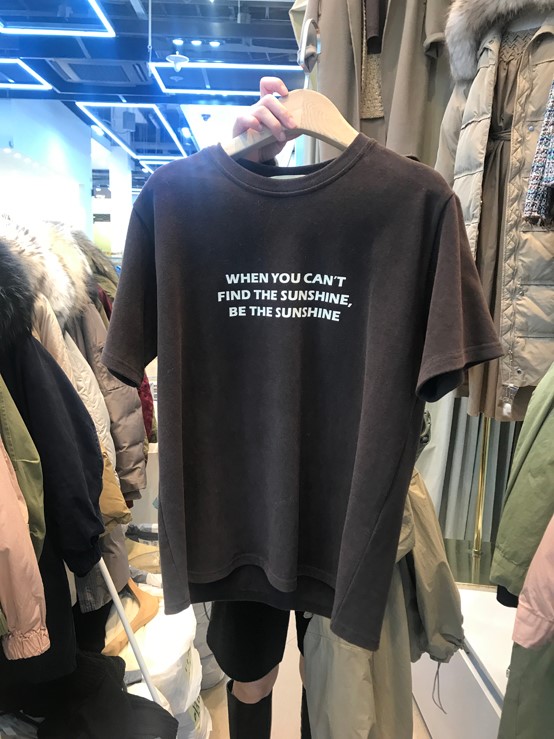 WHEN YOU CAN'T
FIND THE SUNSHINE,
BE THE SUNSHINE